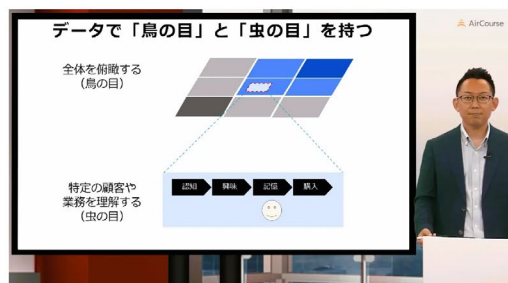 データで「鳥の目」と「虫の目」を持つ
AirCourse
全体を俯瞰する
（鳥の目）
特定の顧客や
業務を理解する
（虫の目）
認知
興味
記憶
購入